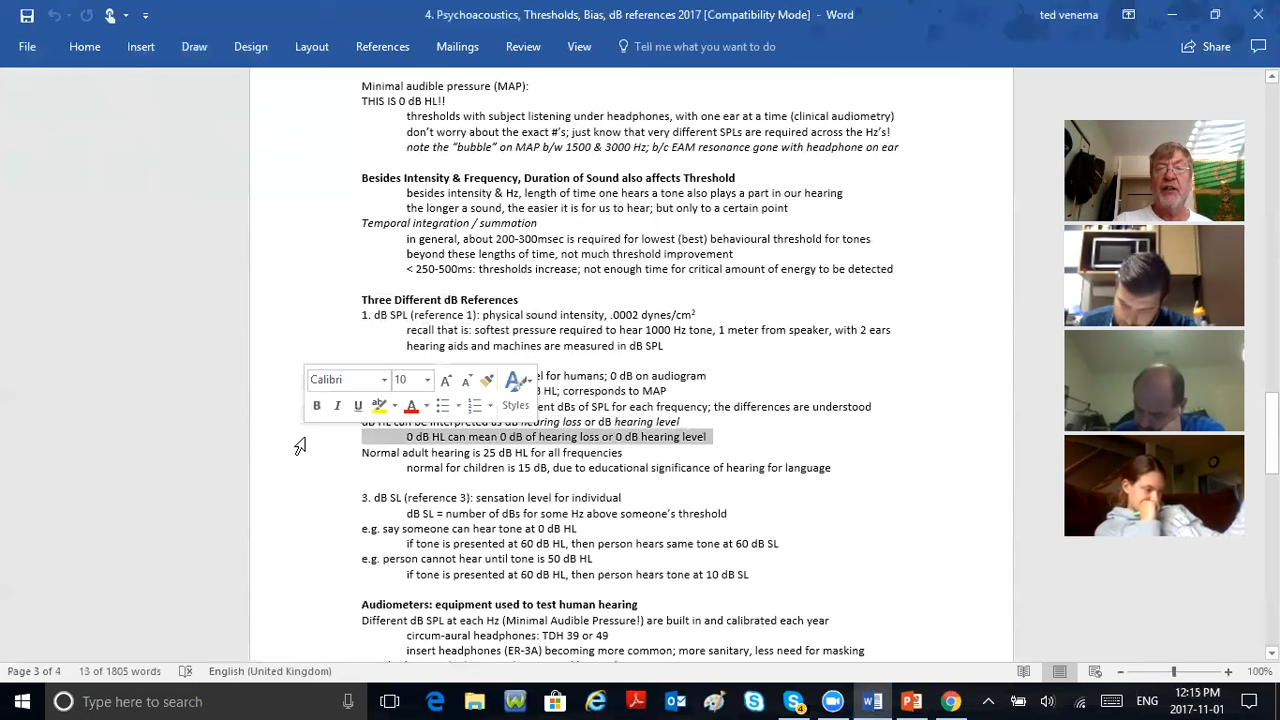 4. Psychoacoustics, Thresholds, Bias, dB references 2017 [Compatibility Mode] - Word
ted venema
File Home Insert Draw Design Layout References Mailings Review View Tell me what you want to do Share
Minimal audible pressure (MAP):
THIS IS 0 dB HL!!
thresholds with subject listening under headphones, with one ear at a time (clinical audiometry)
don't worry about the exact #'s; just know that very different SPLs are required across the Hz's!
note the "bubble" on MAP b/w 1500 & 3000 Hz; b/c EAM resonance gone with headphone on ear
Besides Intensity & Frequency, Duration of Sound also affects Threshold
besides intensity & Hz, length of time one hears a tone also plays a part in our hearing
the longer a sound, the easier it is for us to hear; but only to a certain point
Temporal integration / summation
in general, about 200-300msec is required for lowest (best) behavioural threshold for tones
beyond these lengths of time, not much threshold improvement
< 250-500ms: thresholds increase; not enough time for critical amount of energy to be detected
Three Different dB References
1. dB SPL (reference 1): physical sound intensity, .0002 dynes/cm²
recall that is: softest pressure required to hear 1000 Hz tone, 1 meter from speaker, with 2 ears
hearing aids and machines are measured in dB SPL
for humans; 0 dB on audiogram
HL; corresponds to MAP
dBs of SPL for each frequency; the differences are understood
Calibri 10
Styles
hearing loss or dB hearing level
0 dB HL can mean 0 dB of hearing loss or 0 dB hearing level
Normal adult hearing is 25 dB HL for all frequencies
normal for children is 15 dB, due to educational significance of hearing for language
3. dB SL (reference 3): sensation level for individual
dB SL = number of dBs for some Hz above someone's threshold
e.g. say someone can hear tone at 0 dB HL
if tone is presented at 60 dB HL, then person hears same tone at 60 dB SL
e.g. person cannot hear until tone is 50 dB HL
if tone is presented at 60 dB HL, then person hears tone at 10 dB SL
Audiometers: equipment used to test human hearing
Different dB SPL at each Hz (Minimal Audible Pressure!) are built in and calibrated each year
circum-aural headphones: TDH 39 or 49
insert headphones (ER-3A) becoming more common; more sanitary, less need for masking
Page 3 of 4 13 of 1805 words English (United Kingdom) 100%
Type here to search
ENG
12:15 PM
2017-11-01